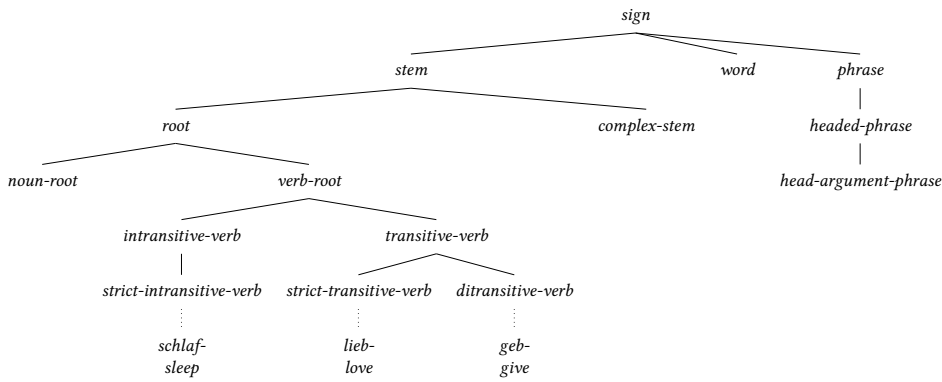 sign
stem word phrase
root complex-stem headed-phrase
noun-root verb-root head-argument-phrase
intransitive-verb transitive-verb
strict-intransitive-verb strict-transitive-verb ditransitive-verb
schlaf- lieb- geb-
sleep love give